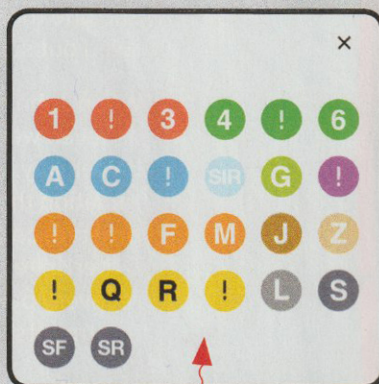 ×
1 ! 3 4 ! 6
A C ! SIR G !
! ! F M J Z
! Q R ! L S
SF SR